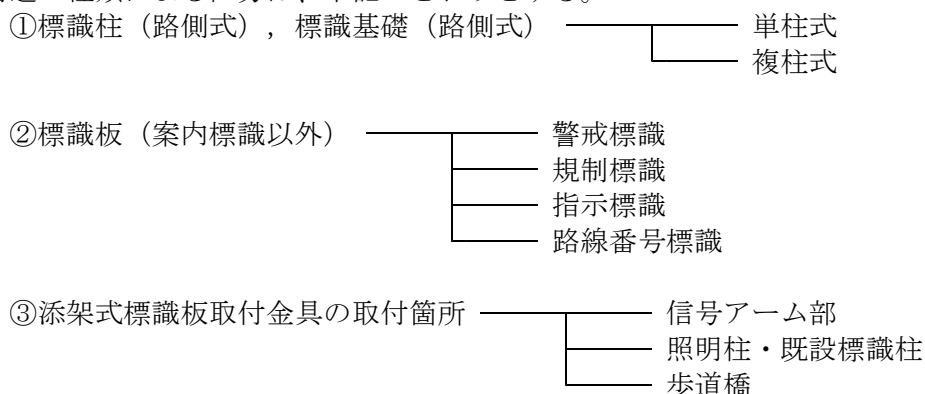 ①標識柱（路側式），標識基礎（路側式） 単柱式
複柱式
②標識板（案内標識以外） 警戒標識
規制標識
指示標識
路線番号標識
③添架式標識板取付金具の取付箇所 信号アーム部
照明柱・既設標識柱
歩道橋